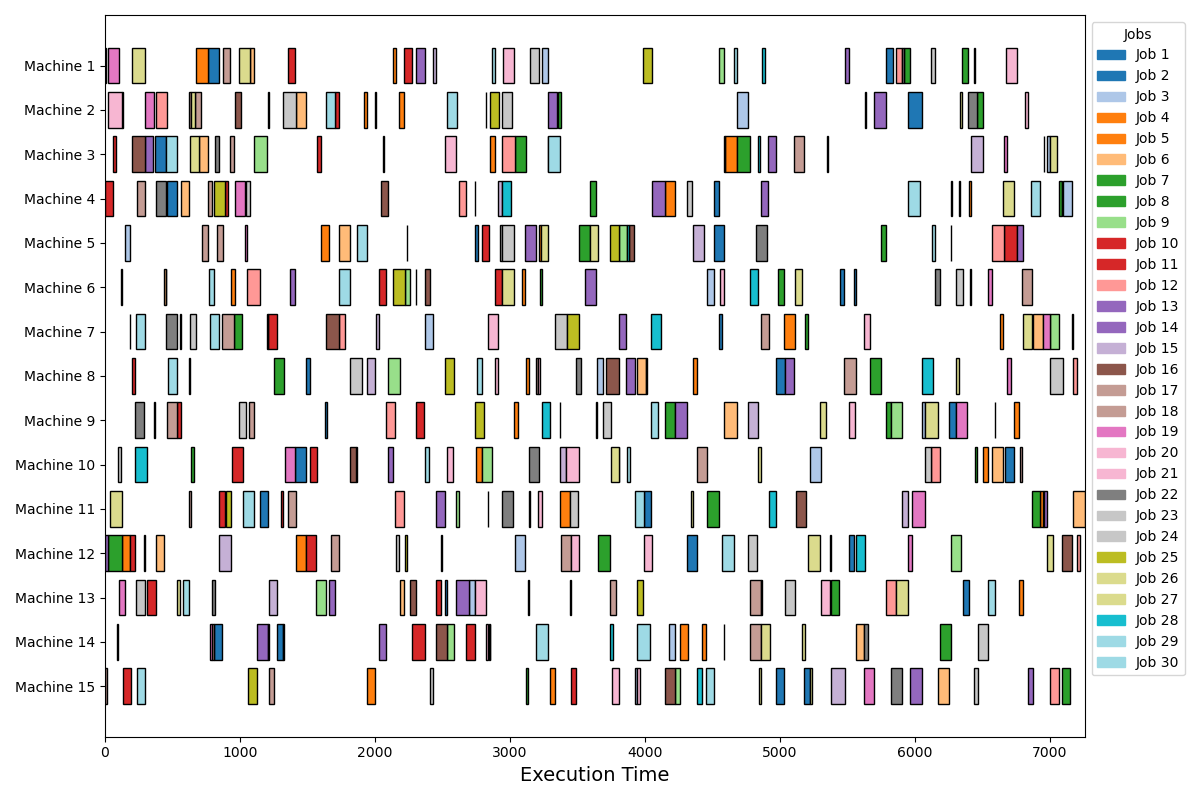 Machine 1
Machine 2
Machine 3
Machine 4
Machine 5
Machine 6
Machine 7
Machine 8
Machine 9
Machine 10
Machine 11
Machine 12
Machine 13
Machine 14
Machine 15
0 1000 2000 3000 4000 5000 6000 7000
Execution Time
Jobs
Job 1
Job 2
Job 3
Job 4
Job 5
Job 6
Job 7
Job 8
Job 9
Job 10
Job 11
Job 12
Job 13
Job 14
Job 15
Job 16
Job 17
Job 18
Job 19
Job 20
Job 21
Job 22
Job 23
Job 24
Job 25
Job 26
Job 27
Job 28
Job 29
Job 30